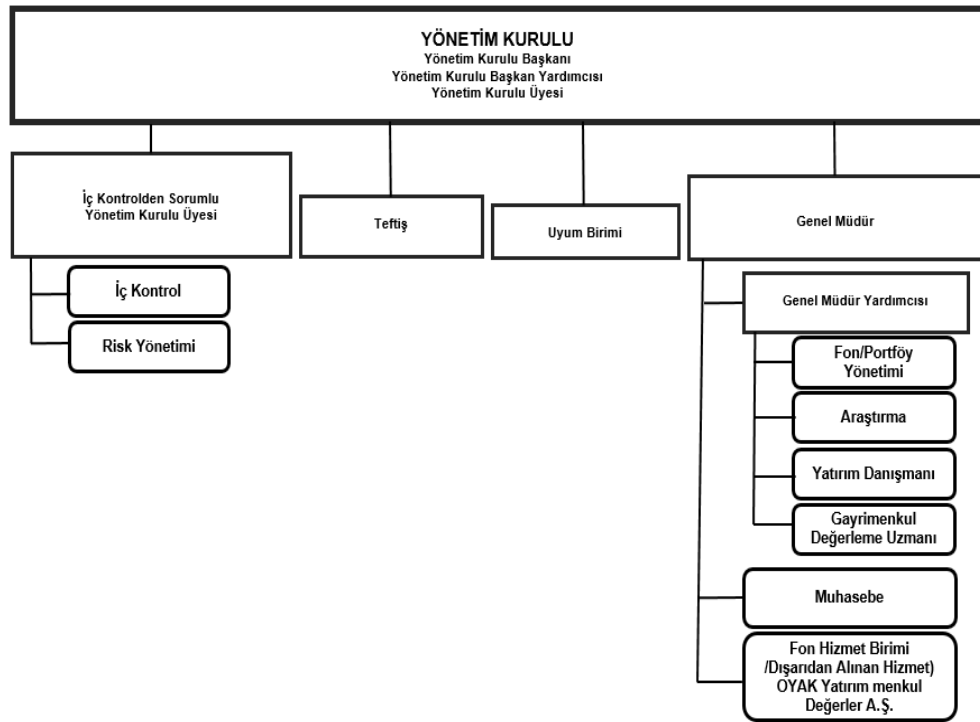 YÖNETİM KURULU
Yönetim Kurulu Başkanı
Yönetim Kurulu Başkan Yardımcısı
Yönetim Kurulu Üyesi
İç Kontrolden Sorumlu
Yönetim Kurulu Üyesi
İç Kontrol
Risk Yönetimi
Teftiş
Uyum Birimi
Genel Müdür
Genel Müdür Yardımcısı
Fon/Portföy
Yönetimi
Araştırma
Yatırım Danışmanı
Gayrimenkul
Değerleme Uzmanı
Muhasebe
Fon Hizmet Birimi
/Dışarıdan Alınan Hizmet)
OYAK Yatırım menkul
Değerler A.Ş.